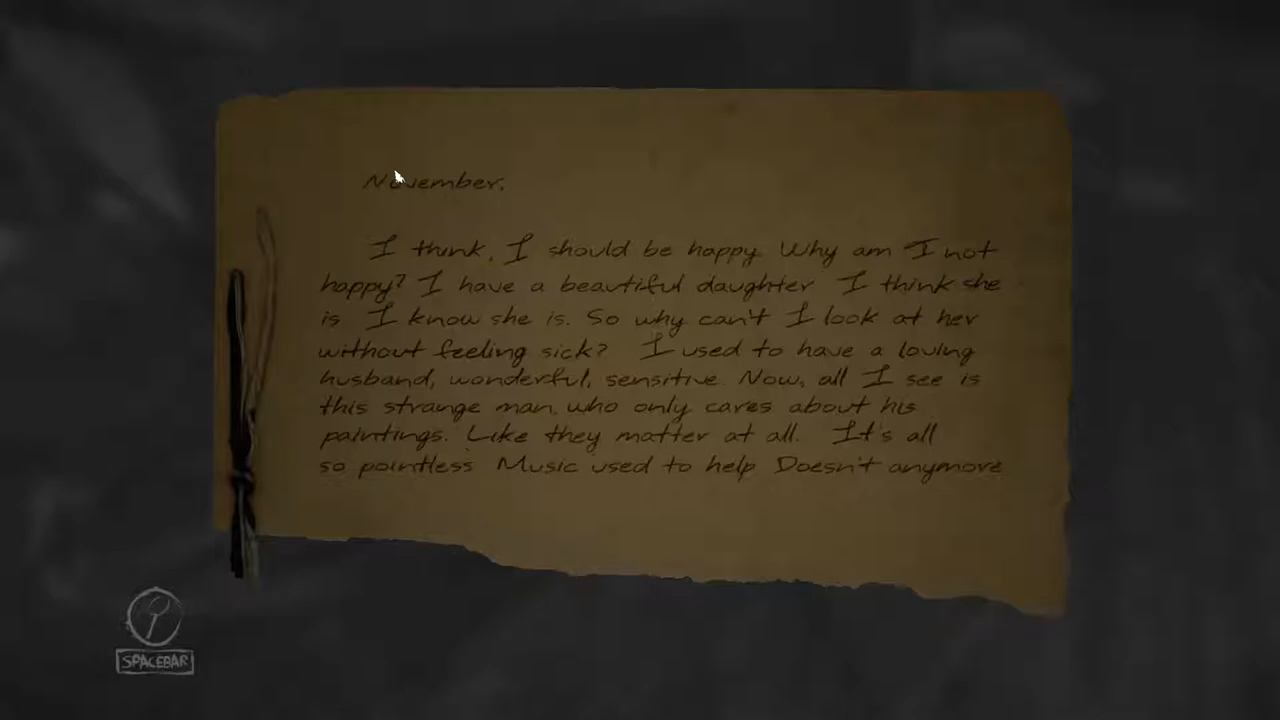 November.
I think, I should be happy. Why am I not
happy? I have a beautiful daughter. I think she
is. I know she is. So why can't I look at her
without feeling sick? I used to have a loving
husband, wonderful, sensitive. Now, all I see is
this strange man, who only cares about his
paintings. Like they matter at all. It's all
so pointless. Music used to help. Doesn't anymore
SPACEBAR